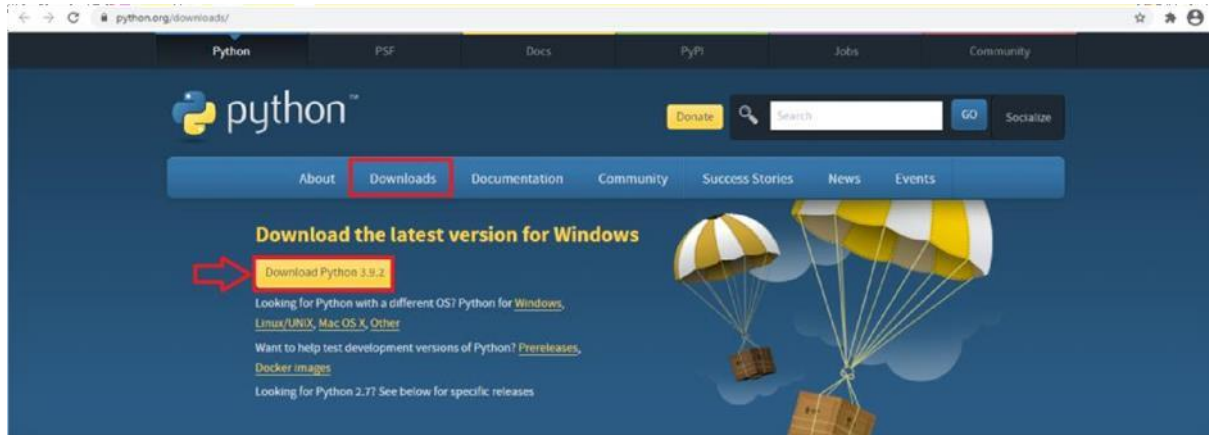 python.org/downloads/
Python PSF Docs PyPI Jobs Community
python™
Donate Search GO Socialize
About Downloads Documentation Community Success Stories News Events
Download the latest version for Windows
Download Python 3.9.2
Looking for Python with a different OS? Python for Windows,
Linux/UNIX, Mac OS X, Other
Want to help test development versions of Python? Prereleases,
Docker images
Looking for Python 2.7? See below for specific releases